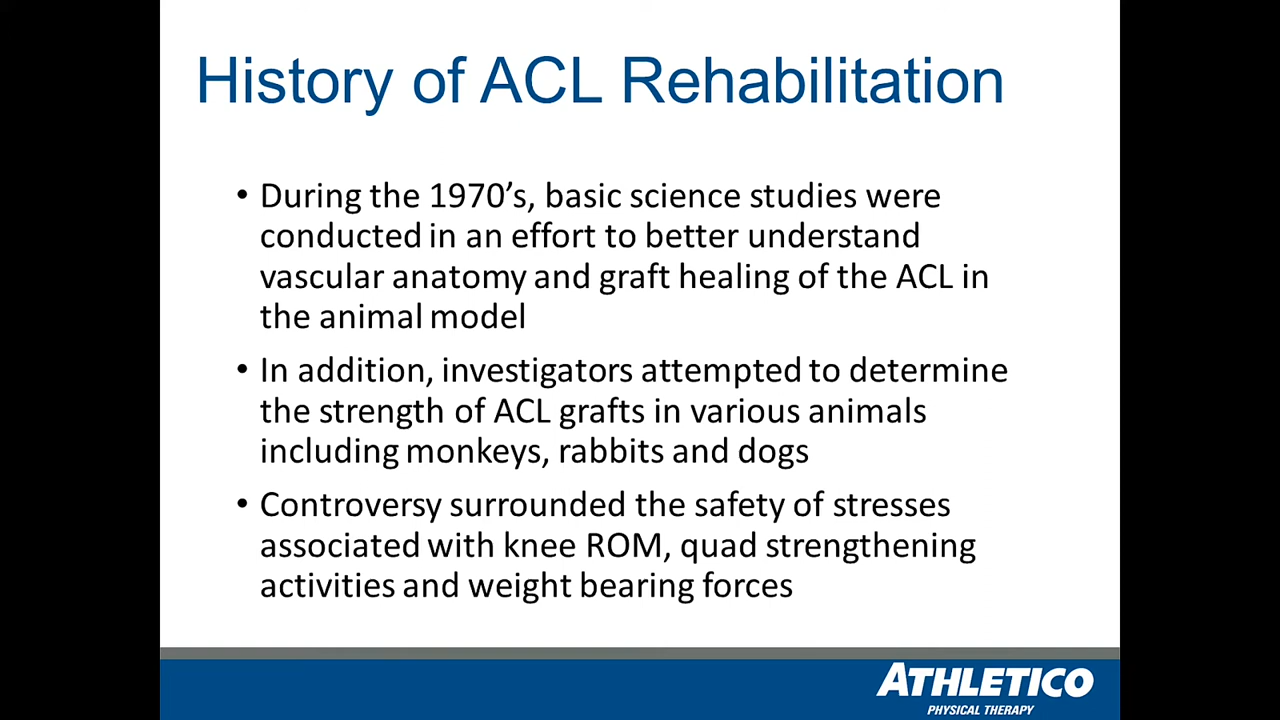 History of ACL Rehabilitation
• During the 1970's, basic science studies were
conducted in an effort to better understand
vascular anatomy and graft healing of the ACL in
the animal model
• In addition, investigators attempted to determine
the strength of ACL grafts in various animals
including monkeys, rabbits and dogs
• Controversy surrounded the safety of stresses
associated with knee ROM, quad strengthening
activities and weight bearing forces
ATHLETICO
PHYSICAL THERAPY